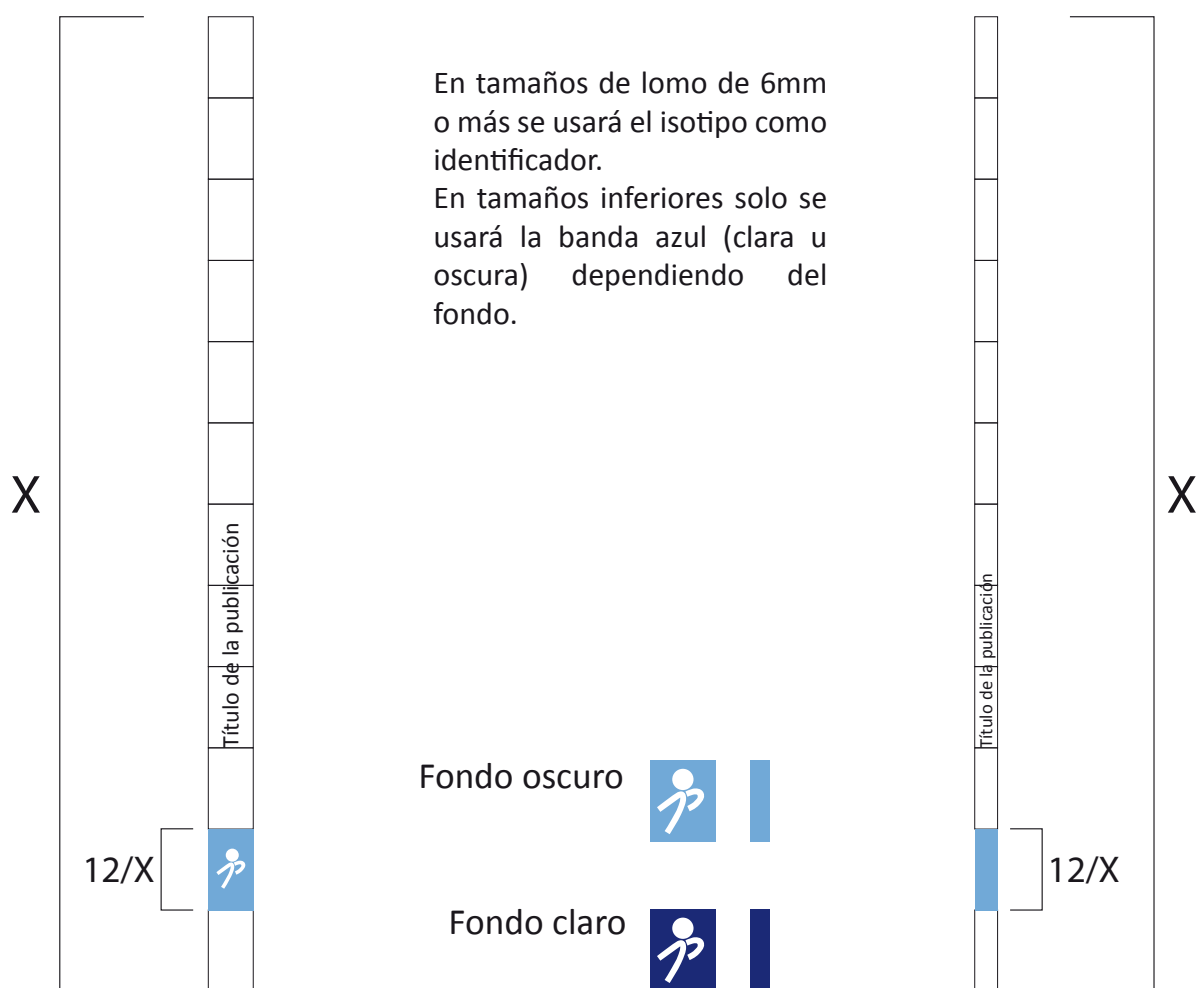 En tamaños de lomo de 6mm
o más se usará el isotipo como
identificador.
En tamaños inferiores solo se
usará la banda azul (clara u
oscura) dependiendo del
fondo.
X
X
Título de la publicación
Título de la publicación
Fondo oscuro
12/X
12/X
Fondo claro